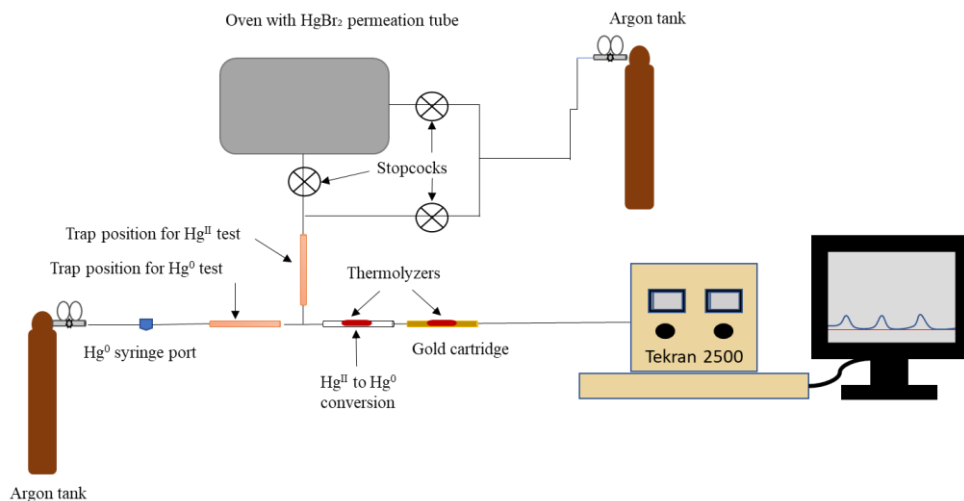 Oven with HgBr₂ permeation tube
Argon tank
Stopcocks
Trap position for Hgᴵᴵ test
Trap position for Hg⁰ test
Thermolyzers
Hg⁰ syringe port
Gold cartridge
Tekran 2500
Hgᴵᴵ to Hg⁰
conversion
Argon tank